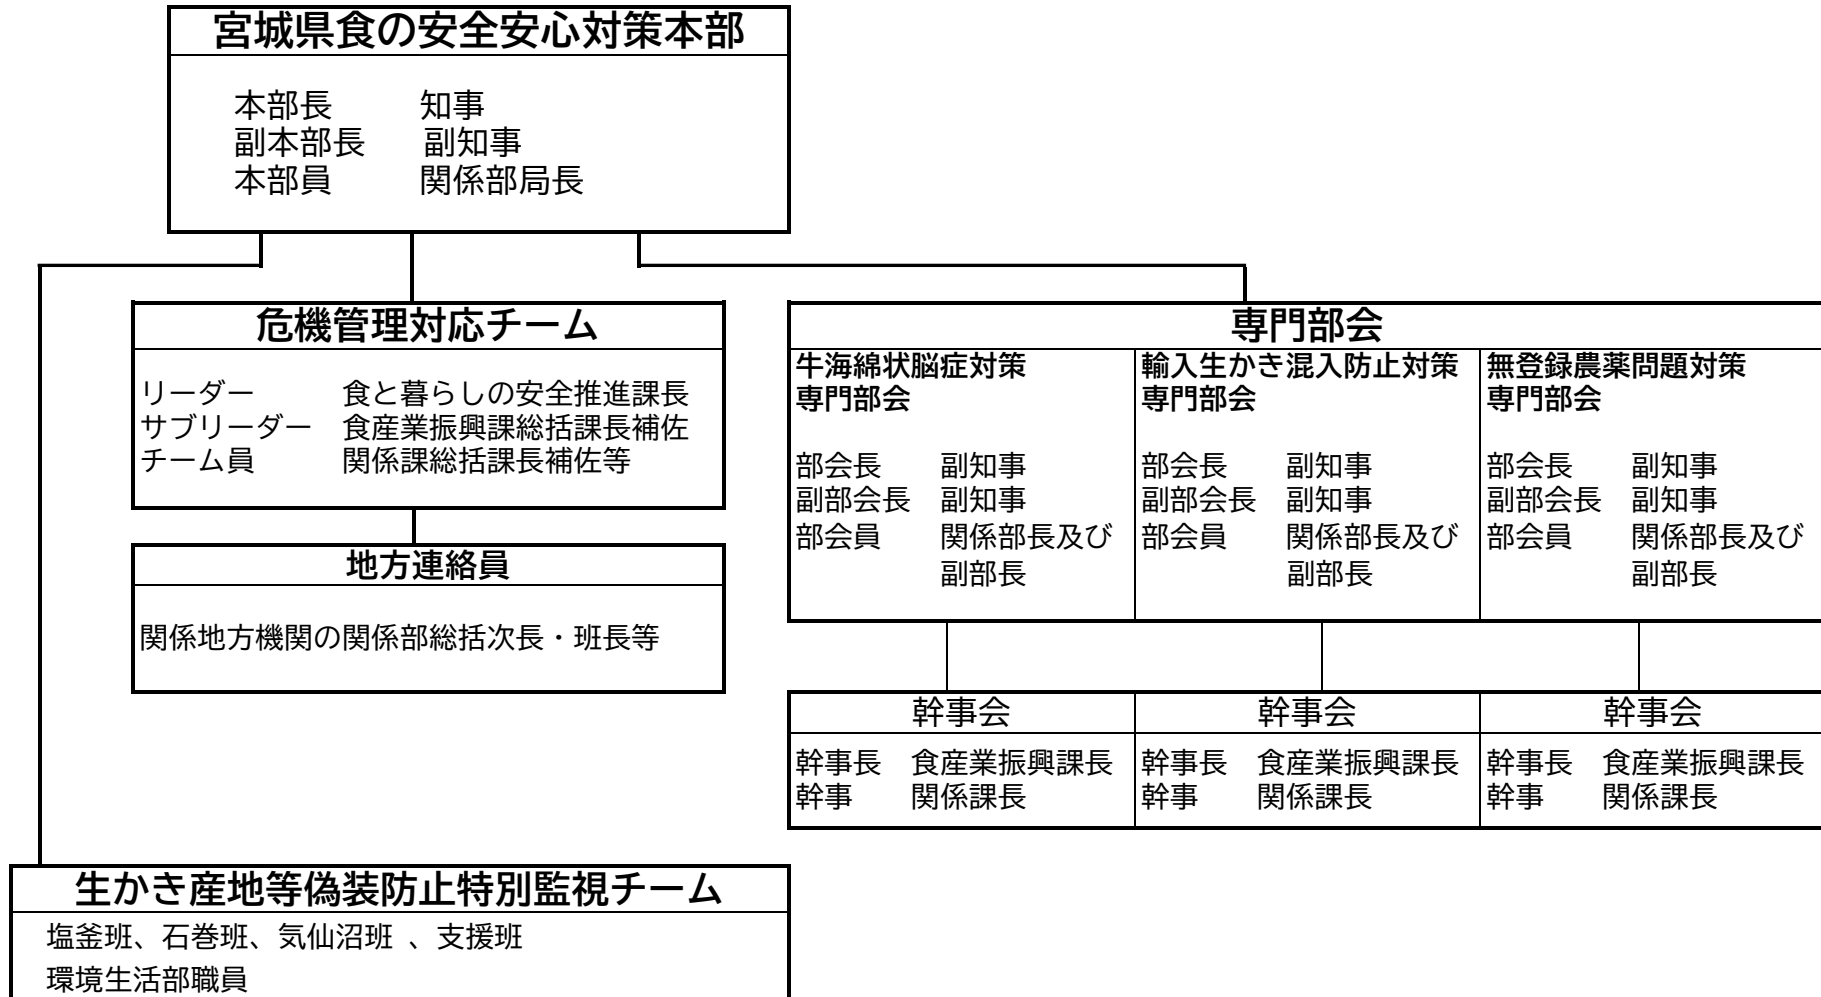 宮城県食の安全安心対策本部
本部長 知事
副本部長 副知事
本部員 関係部局長
危機管理対応チーム
リーダー 食と暮らしの安全推進課長
サブリーダー 食産業振興課総括課長補佐
チーム員 関係課総括課長補佐等
地方連絡員
関係地方機関の関係部総括次長・班長等
専門部会
牛海綿状脳症対策
専門部会
部会長 副知事
副部会長 副知事
部会員 関係部長及び
副部長
輸入生かき混入防止対策
専門部会
部会長 副知事
副部会長 副知事
部会員 関係部長及び
副部長
無登録農薬問題対策
専門部会
部会長 副知事
副部会長 副知事
部会員 関係部長及び
副部長
幹事会
幹事長 食産業振興課長
幹事 関係課長
幹事会
幹事長 食産業振興課長
幹事 関係課長
幹事会
幹事長 食産業振興課長
幹事 関係課長
生かき産地等偽装防止特別監視チーム
塩釜班、石巻班、気仙沼班 、支援班
環境生活部職員